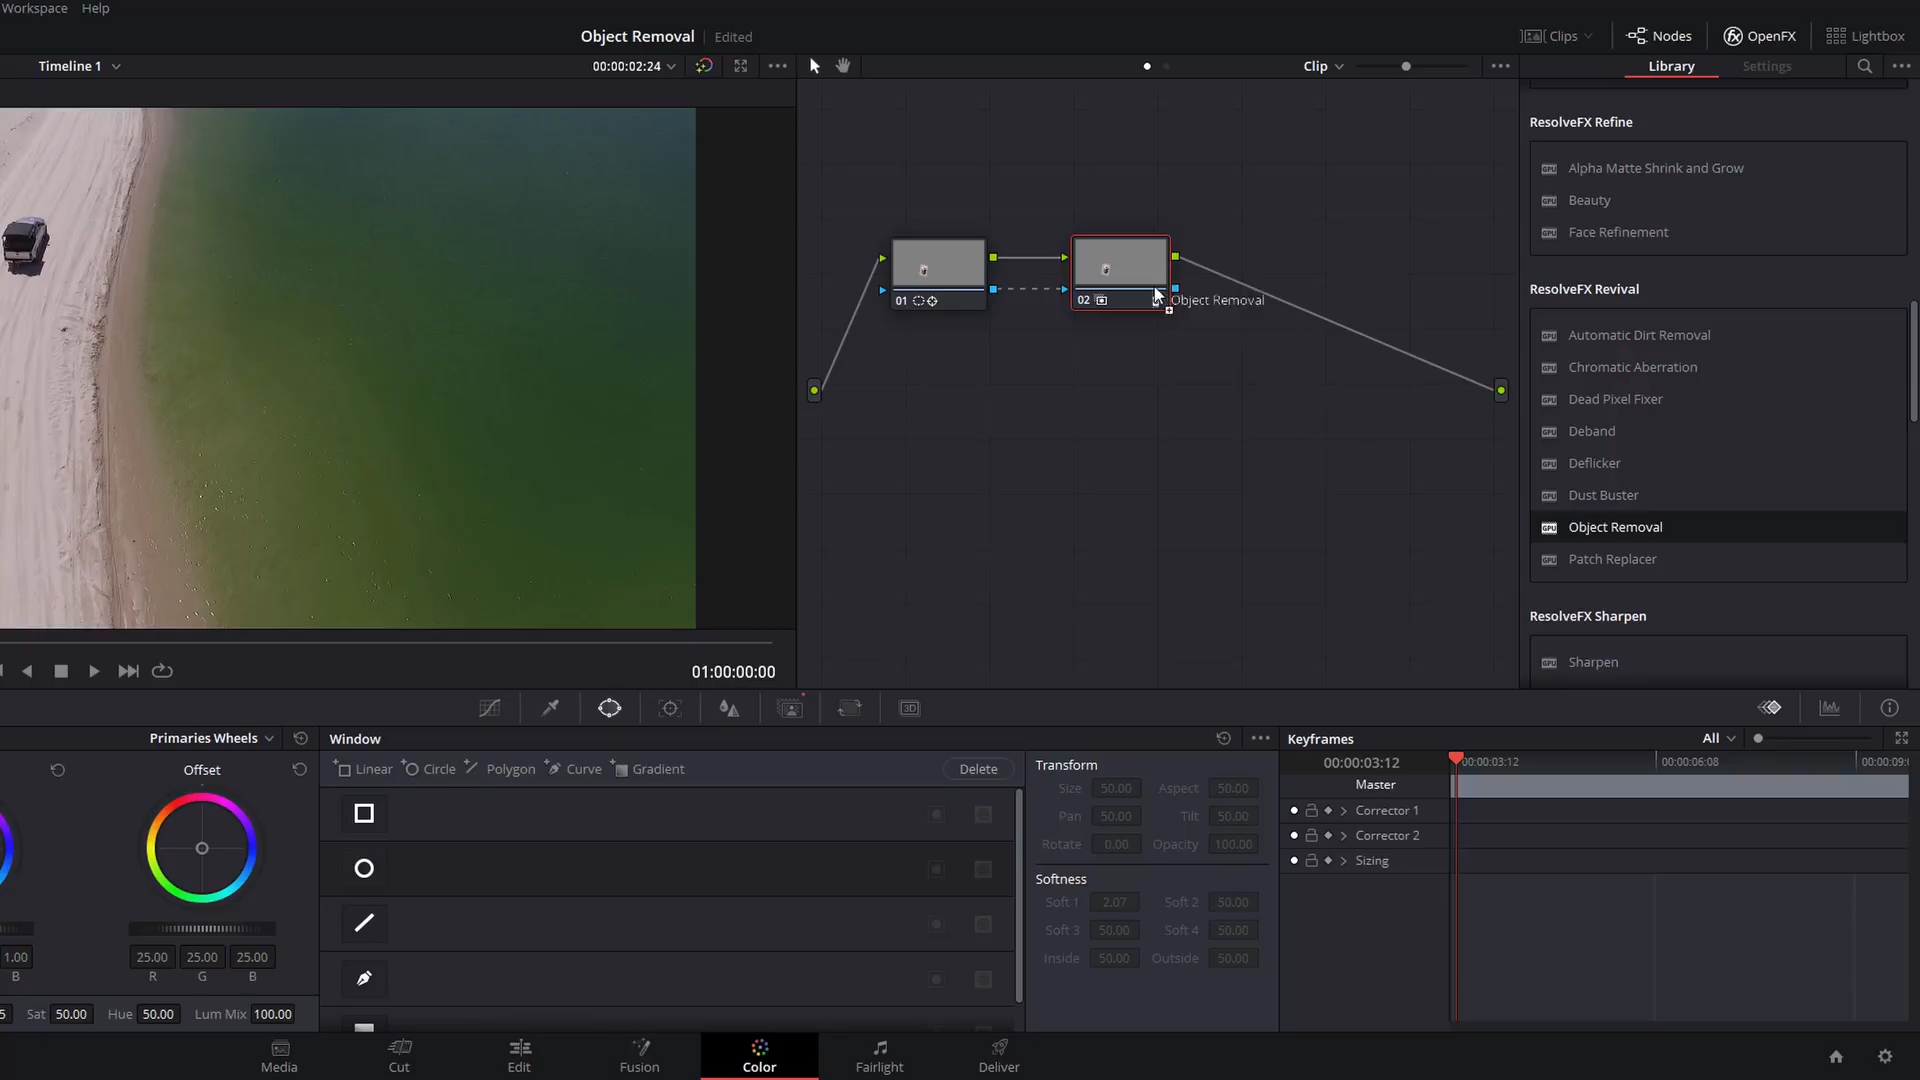 Workspace Help
Object Removal Edited
Clips Nodes OpenFX Lightbox
Timeline 1 00:00:02:24 Clip
Library Settings
ResolveFX Refine
Alpha Matte Shrink and Grow
Beauty
Face Refinement
ResolveFX Revival
Automatic Dirt Removal
Chromatic Aberration
Dead Pixel Fixer
Deband
Deflicker
Dust Buster
Object Removal
Patch Replacer
ResolveFX Sharpen
Sharpen
01
02
Object Removal
01:00:00:00
3D
Primaries Wheels
Offset
25.00 25.00 25.00
1.00
B R G B
5 Sat 50.00 Hue 50.00 Lum Mix 100.00
Window
Linear Circle Polygon Curve Gradient Delete
Transform
Size 50.00 Aspect 50.00
Pan 50.00 Tilt 50.00
Rotate 0.00 Opacity 100.00
Softness
Soft 1 2.07 Soft 2 50.00
Soft 3 50.00 Soft 4 50.00
Inside 50.00 Outside 50.00
Keyframes All
00:00:03:12 00:00:03:12 00:00:06:08 00:00:09:0
Master
Corrector 1
Corrector 2
Sizing
Media Cut Edit Fusion Color Fairlight Deliver